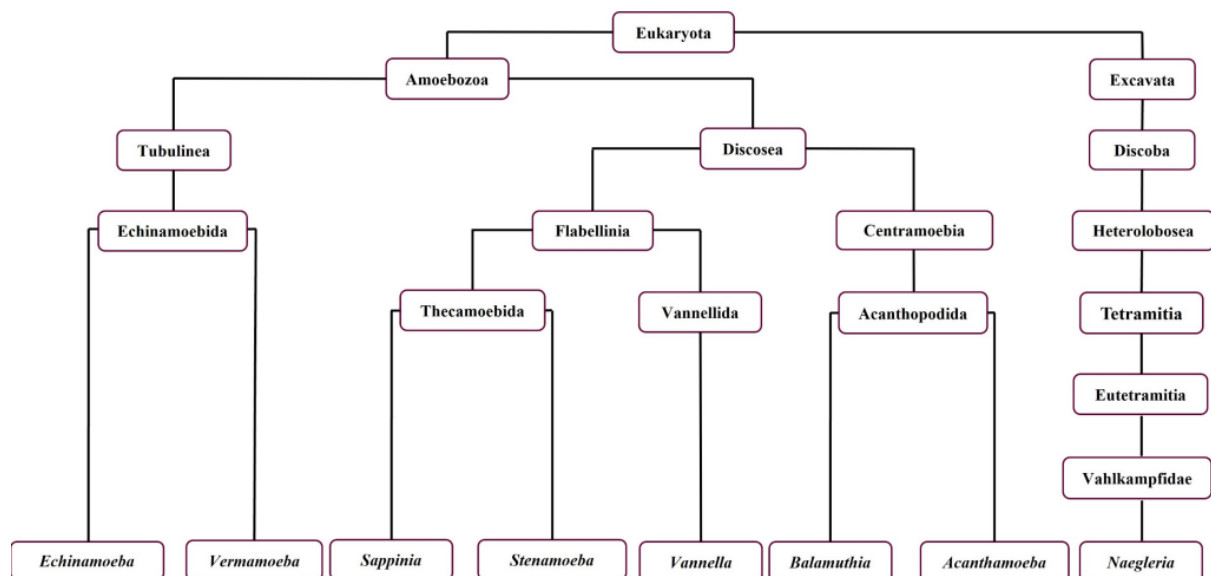 Eukaryota
Amoebozoa
Excavata
Tubulinea
Discosea
Discoba
Echinamoebida
Flabellinia
Centramoebia
Heterolobosea
Thecamoebida
Vannellida
Acanthopodida
Tetramitia
Eutetramitia
Vahlkampfidae
Echinamoeba
Vermamoeba
Sappinia
Stenamoeba
Vannella
Balamuthia
Acanthamoeba
Naegleria